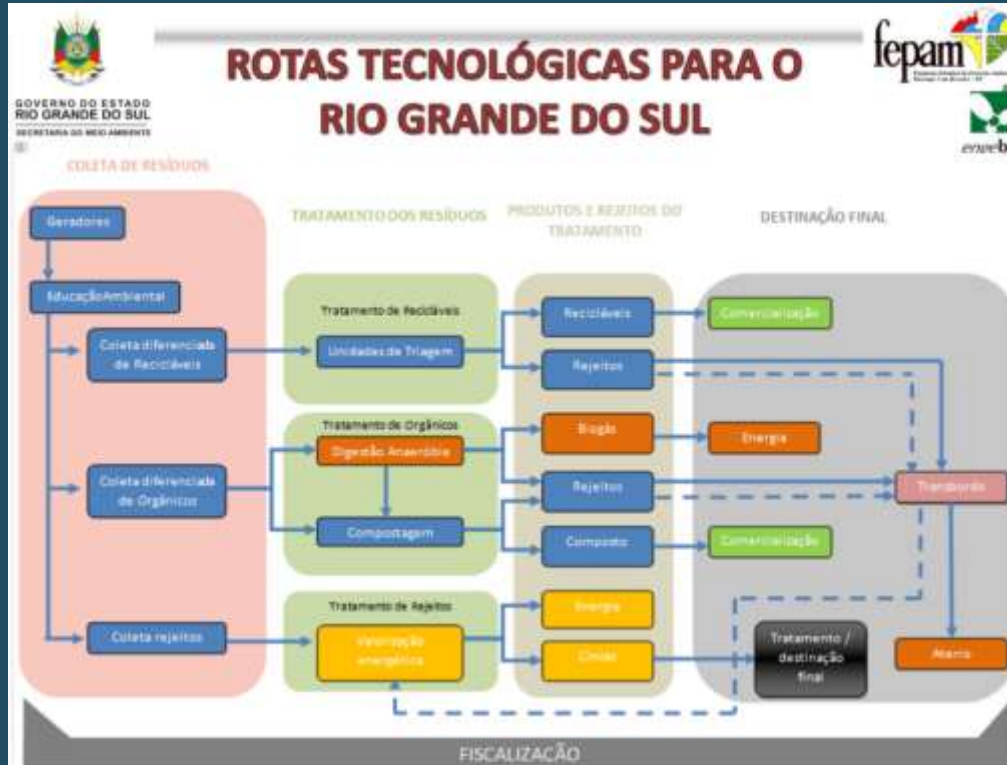 GOVERNO DO ESTADO
RIO GRANDE DO SUL
SECRETARIA DO MEIO AMBIENTE
ROTAS TECNOLÓGICAS PARA O
RIO GRANDE DO SUL
fepam
COLETA DE RESÍDUOS
TRATAMENTO DOS RESÍDUOS
PRODUTOS E REJEITOS DO
TRATAMENTO
DESTINAÇÃO FINAL
Geradores
EducaçãoAmbiental
Coleta diferenciada
de Recicláveis
Tratamento de Recicláveis
Unidades de Triagem
Recicláveis
Comercialização
Rejeitos
Coleta diferenciada
de Orgânicos
Tratamento de Orgânicos
Digestão Anaeróbia
Compostagem
Biogás
Energia
Rejeitos
Transbordo
Composto
Comercialização
Coleta rejeitos
Tratamento de Rejeitos
Valorização
energética
Energia
Cinzas
Tratamento /
destinação
final
Aterro
FISCALIZAÇÃO